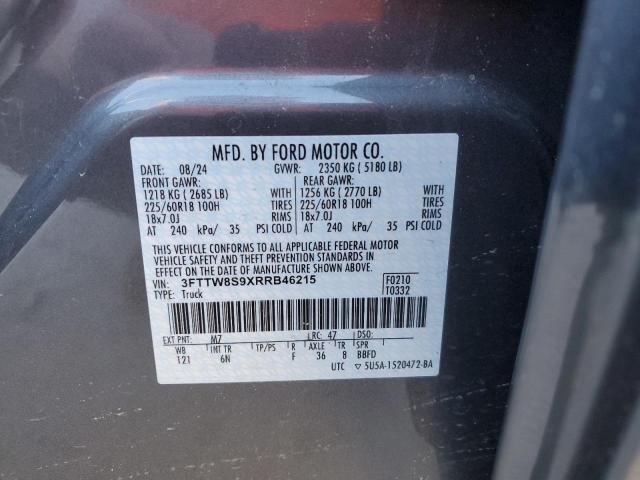 MFD. BY FORD MOTOR CO.
DATE: 08/24 GVWR: 2350 KG ( 5180 LB)
FRONT GAWR: REAR GAWR:
1218 KG ( 2685 LB) WITH 1256 KG ( 2770 LB) WITH
225/60R18 100H TIRES 225/60R18 100H TIRES
18x7.0J RIMS 18x7.0J RIMS
AT 240 kPa/ 35 PSI COLD AT 240 kPa/ 35 PSI COLD
THIS VEHICLE CONFORMS TO ALL APPLICABLE FEDERAL MOTOR
VEHICLE SAFETY AND THEFT PREVENTION STANDARDS IN
EFFECT ON THE DATE OF MANUFACTURE SHOWN ABOVE.
VIN: 3FTTW8S9XRRB46215 F0210
TYPE: Truck T0332
EXT PNT: M7 LRC: 47 DSO:
WB INT TR TP/PS R AXLE TR SPR
121 6N F 36 8 BBFD
UTC ▽ 5U5A-1520472-BA